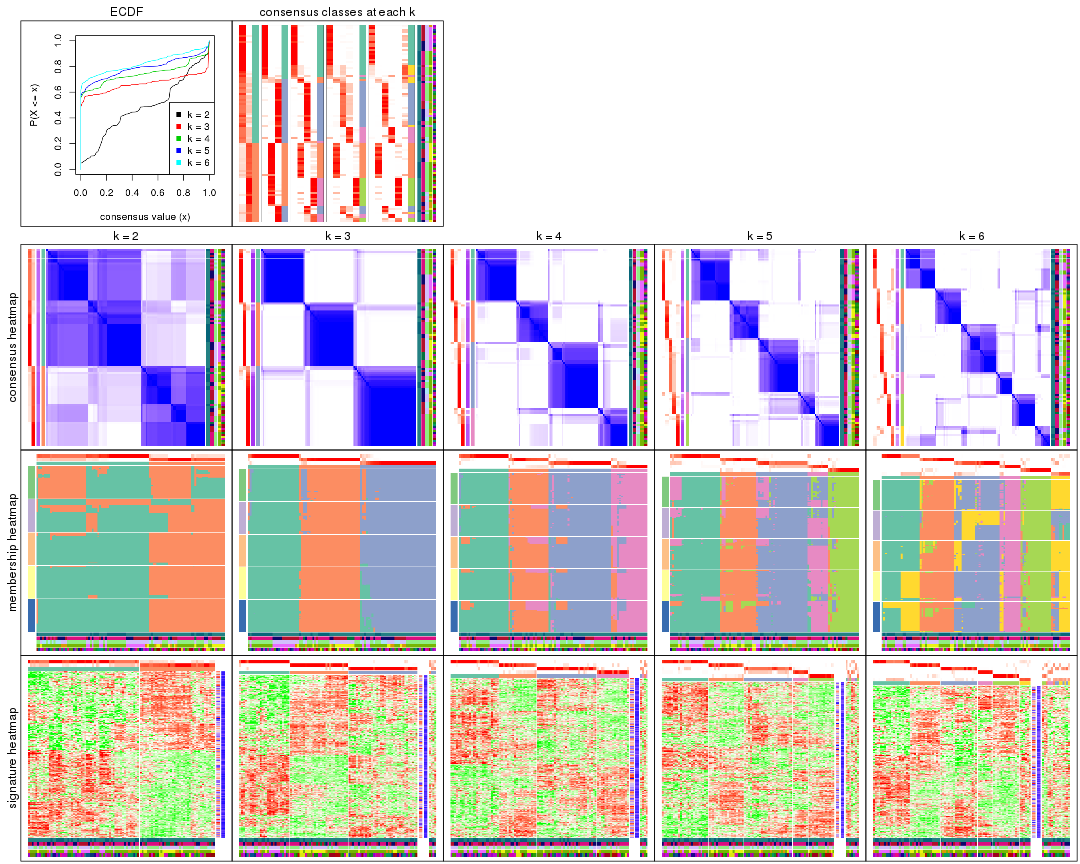 ECDF
consensus classes at each k
P(X <= x)
0.0 0.2 0.4 0.6 0.8 1.0
k = 2
k = 3
k = 4
k = 5
k = 6
0.0 0.2 0.4 0.6 0.8 1.0
consensus value (x)
k = 2 k = 3 k = 4 k = 5 k = 6
consensus heatmap
membership heatmap
signature heatmap